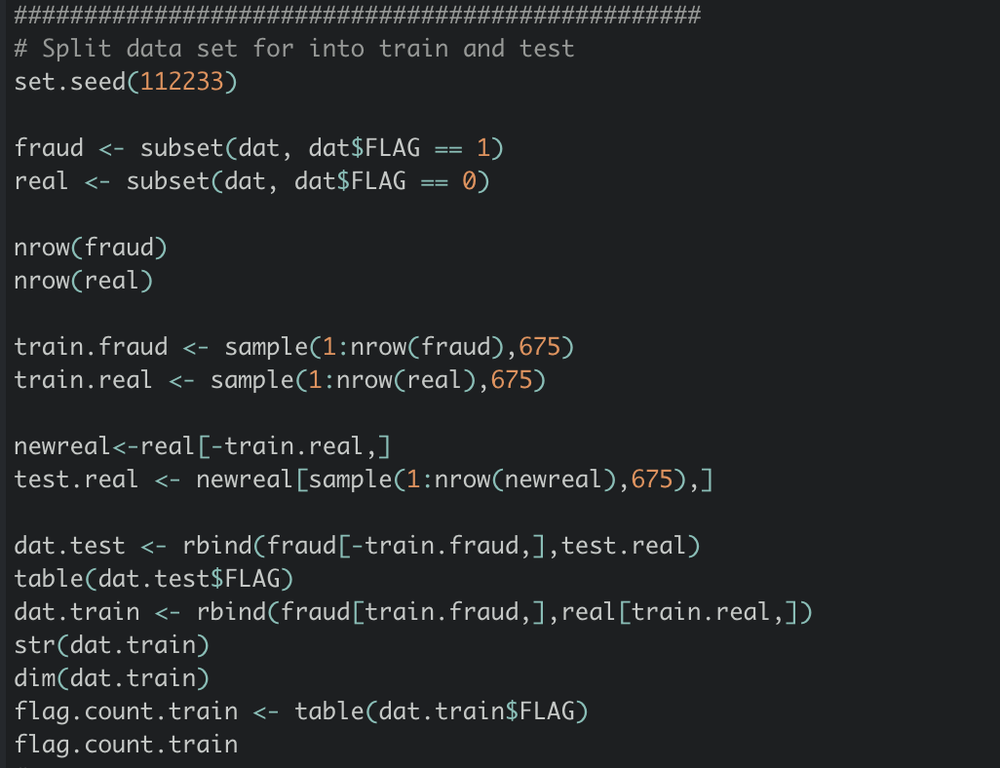 #################################################
# Split data set for into train and test
set.seed(112233)
fraud <- subset(dat, dat$FLAG == 1)
real <- subset(dat, dat$FLAG == 0)
nrow(fraud)
nrow(real)
train.fraud <- sample(1:nrow(fraud),675)
train.real <- sample(1:nrow(real),675)
newreal<-real[-train.real,]
test.real <- newreal[sample(1:nrow(newreal),675),]
dat.test <- rbind(fraud[-train.fraud,],test.real)
table(dat.test$FLAG)
dat.train <- rbind(fraud[train.fraud,],real[train.real,])
str(dat.train)
dim(dat.train)
flag.count.train <- table(dat.train$FLAG)
flag.count.train